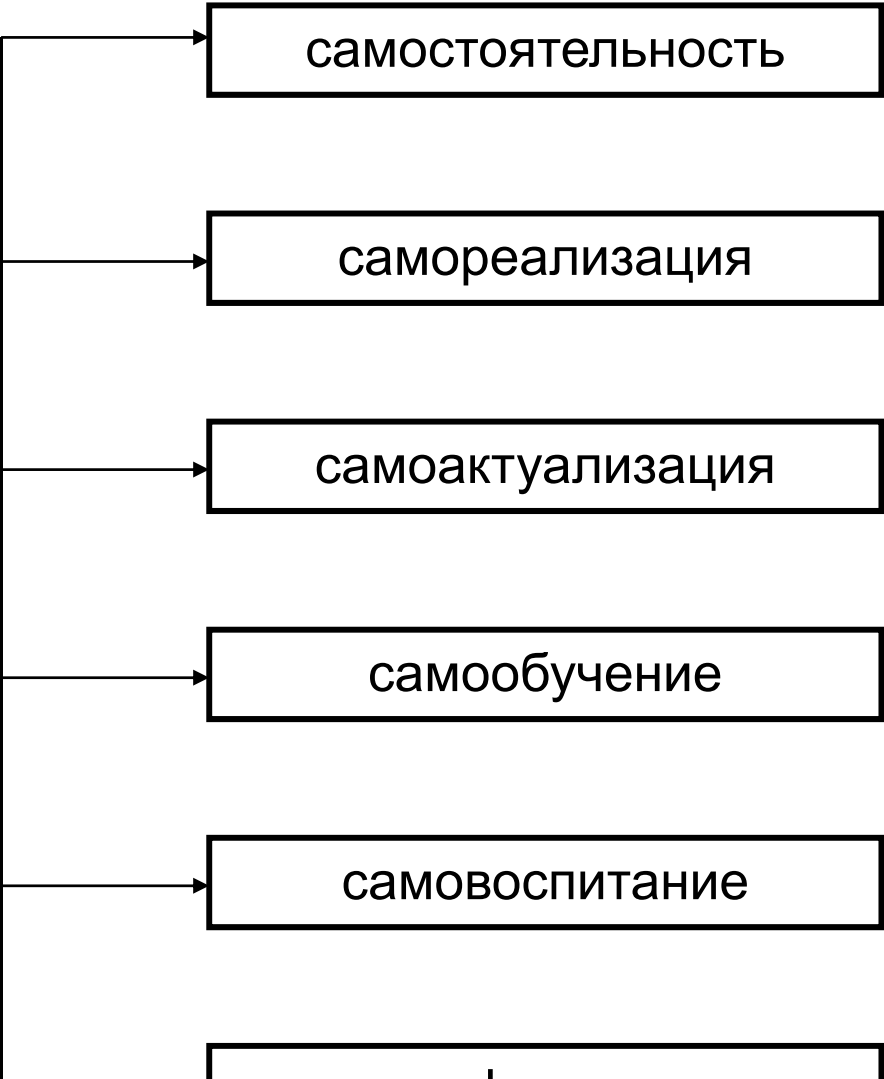 самостоятельность
самореализация
самоактуализация
самообучение
самовоспитание